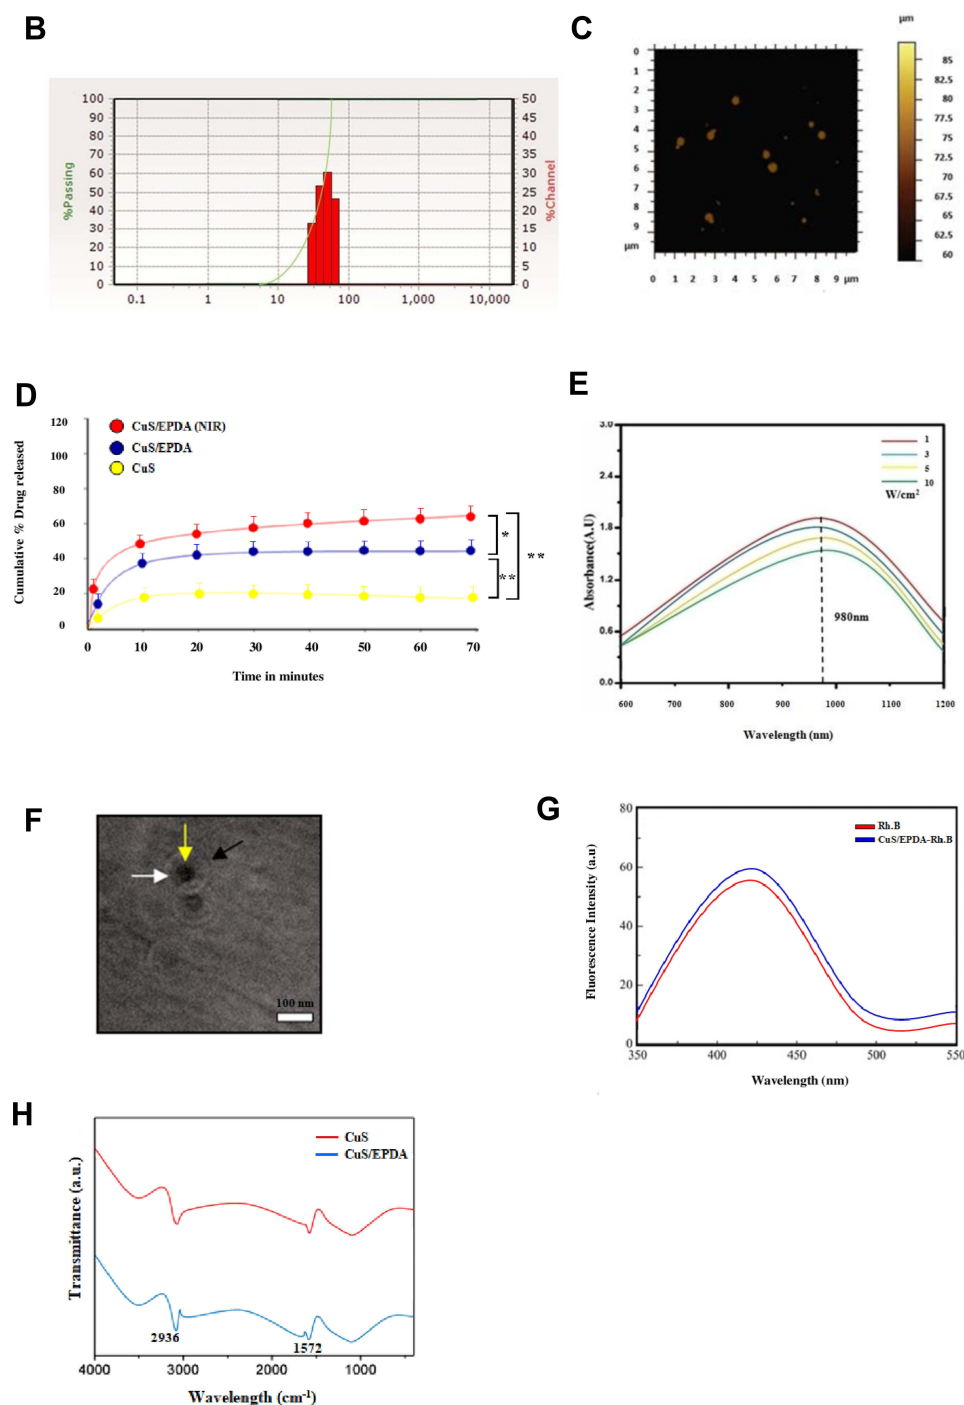 B
100
90
80
70
60
50
40
30
20
10
0
%Passing
50
45
40
35
30
25
20
15
10
5
0
%Channel
0.1 1 10 100 1,000 10,000
C
µm
0
1
2
3
4
5
6
7
8
9
µm
0 1 2 3 4 5 6 7 8 9 µm
85
82.5
80
77.5
75
72.5
70
67.5
65
62.5
60
D
Cumulative % Drug released
120
100
80
60
40
20
0
CuS/EPDA (NIR)
CuS/EPDA
CuS
*
**
**
0 10 20 30 40 50 60 70
Time in minutes
E
Absorbance(A.U)
3.0
2.4
1.8
1.2
0.6
0.0
1
3
5
10
W/cm²
980nm
600 700 800 900 1000 1100 1200
Wavelength (nm)
F
100 nm
G
Fluorescence Intensity (a.u)
80
60
40
20
0
Rh.B
CuS/EPDA-Rh.B
350 400 450 500 550
Wavelength (nm)
H
Transmittance (a.u.)
CuS
CuS/EPDA
2936
1572
4000 3000 2000 1000
Wavelength (cm⁻¹)